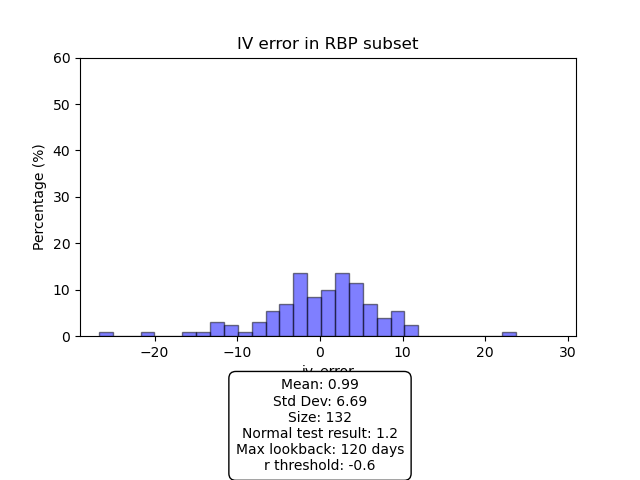 IV error in RBP subset
Percentage (%)
60
50
40
30
20
10
0
−20
−10
0
10
20
30
iv_error
Mean: 0.99
Std Dev: 6.69
Size: 132
Normal test result: 1.2
Max lookback: 120 days
r threshold: -0.6